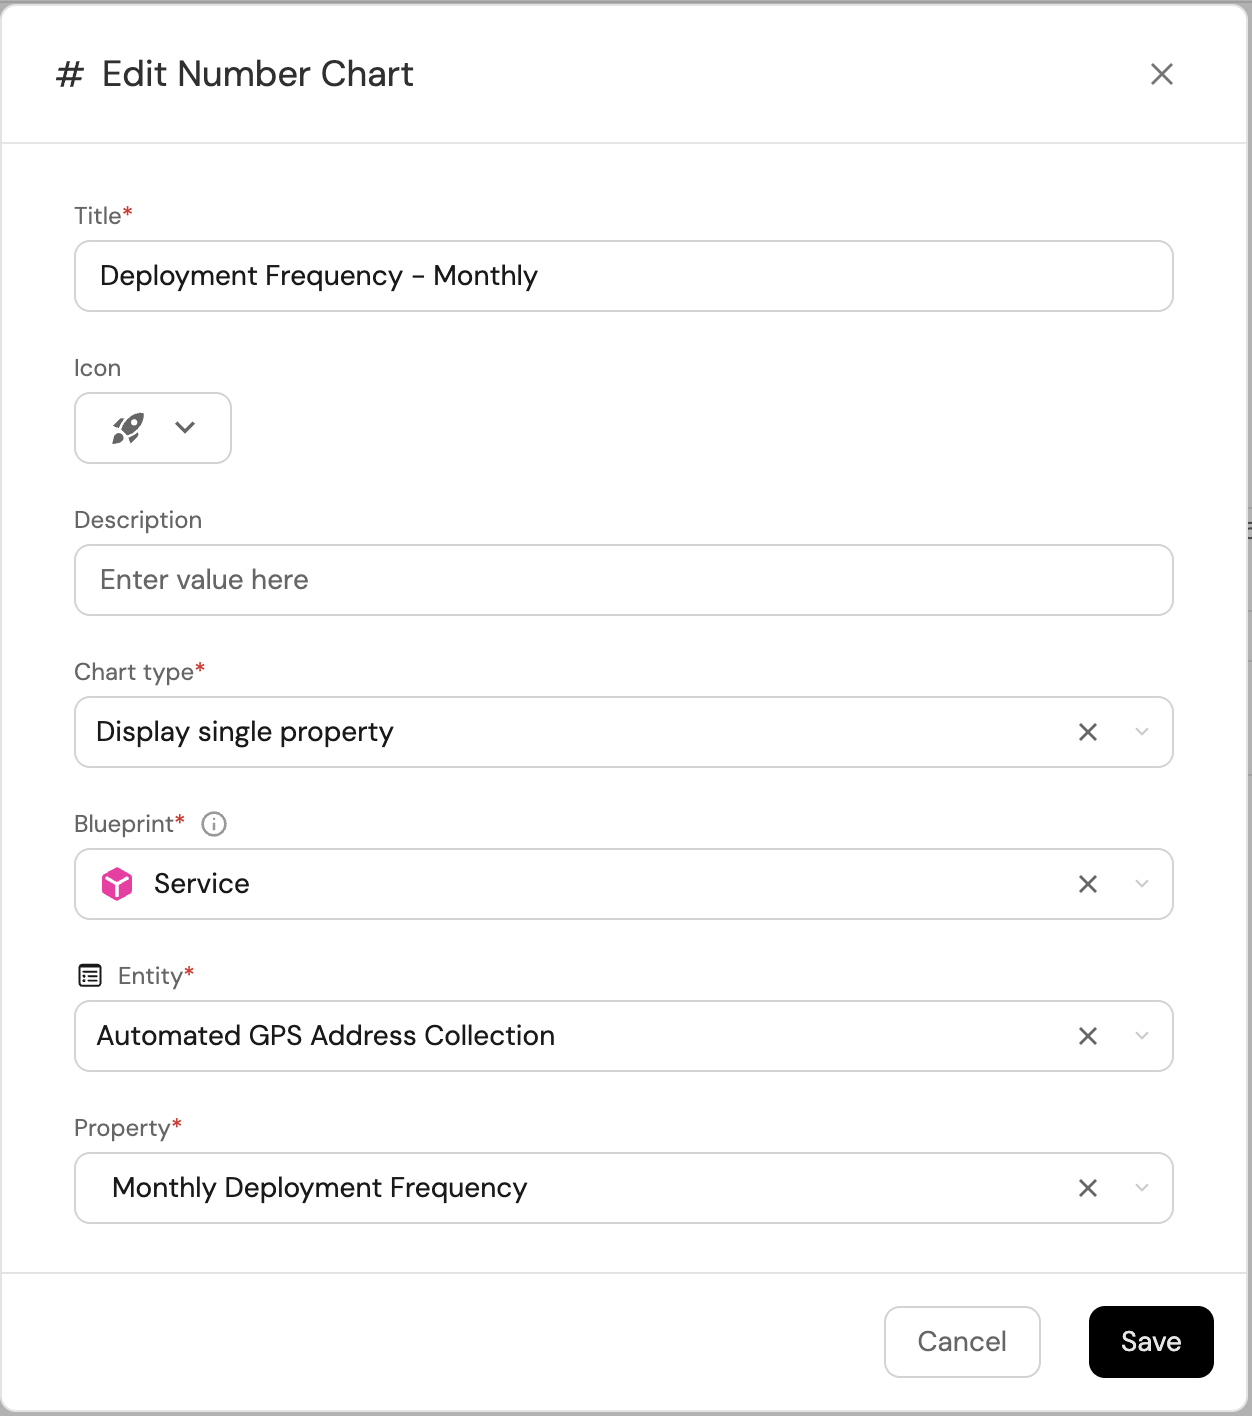 # Edit Number Chart
Title*
Deployment Frequency - Monthly
Icon
Description
Enter value here
Chart type*
Display single property
Blueprint*
Service
Entity*
Automated GPS Address Collection
Property*
Monthly Deployment Frequency
Cancel
Save